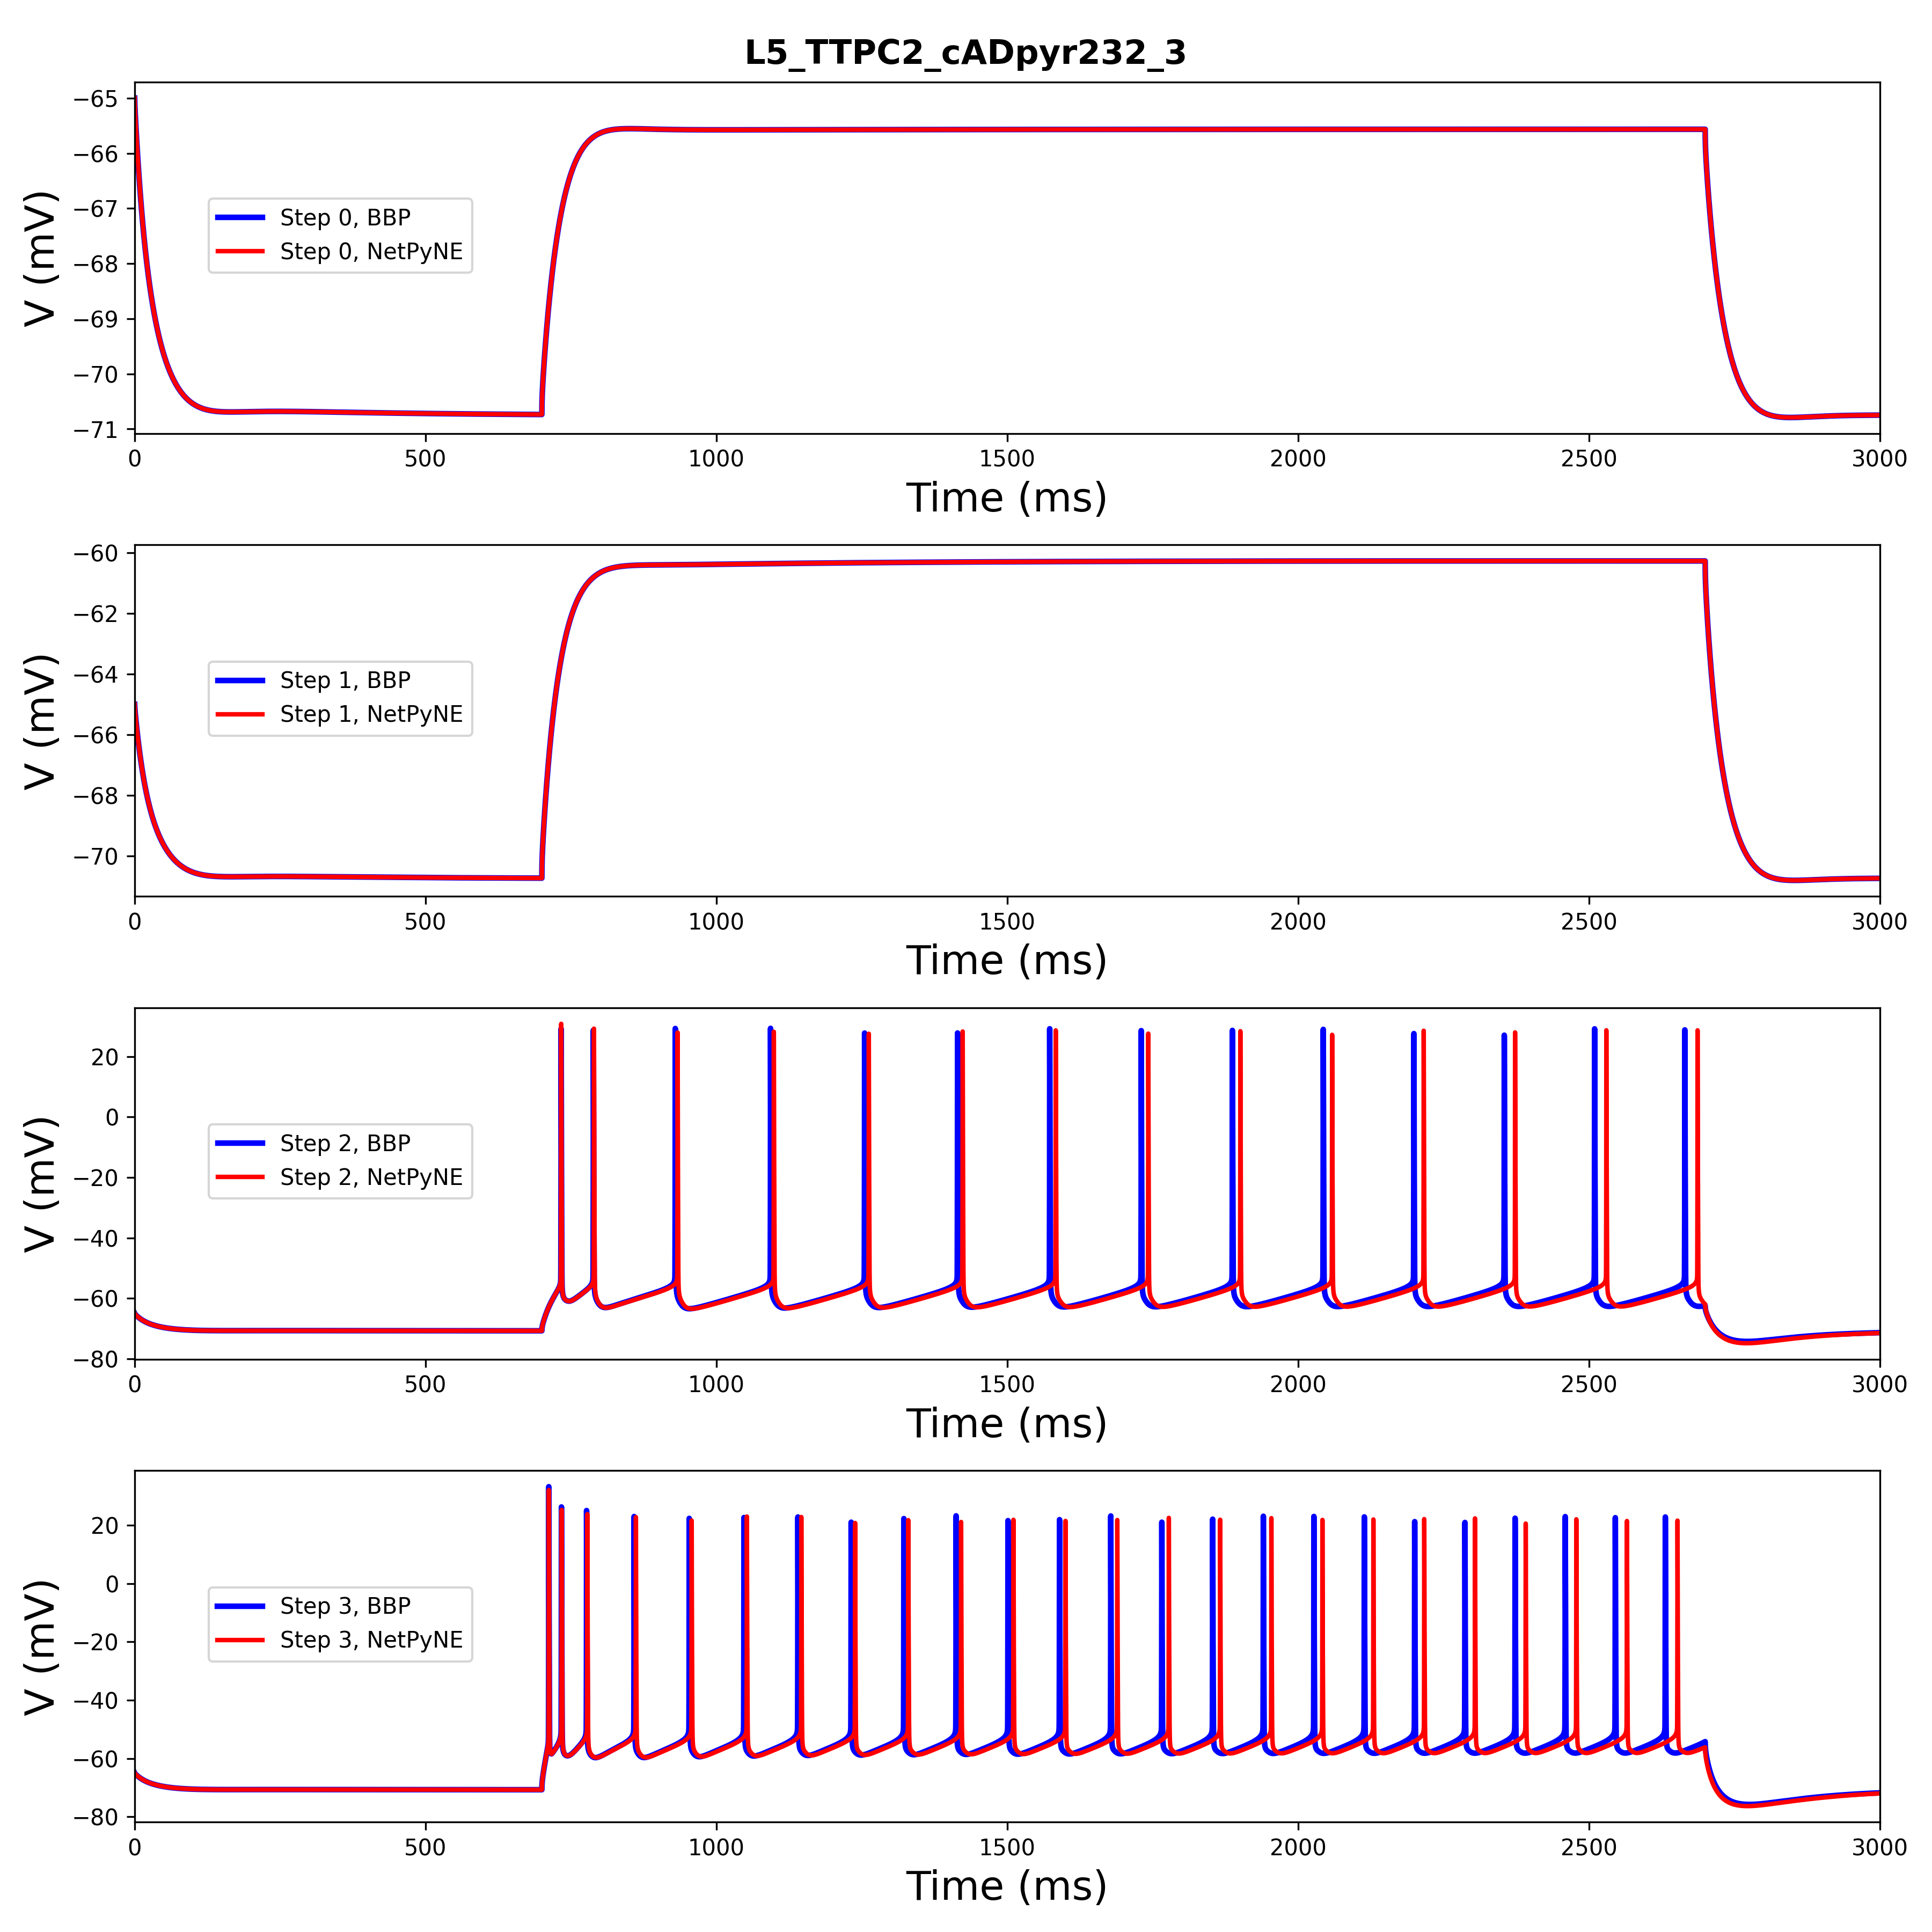 L5_TTPC2_cADpyr232_3
−65
−66
−67
−68
−69
−70
−71
V (mV)
Step 0, BBP
Step 0, NetPyNE
0 500 1000 1500 2000 2500 3000
Time (ms)
−60
−62
−64
−66
−68
−70
V (mV)
Step 1, BBP
Step 1, NetPyNE
0 500 1000 1500 2000 2500 3000
Time (ms)
20
0
−20
−40
−60
−80
V (mV)
Step 2, BBP
Step 2, NetPyNE
0 500 1000 1500 2000 2500 3000
Time (ms)
20
0
−20
−40
−60
−80
V (mV)
Step 3, BBP
Step 3, NetPyNE
0 500 1000 1500 2000 2500 3000
Time (ms)